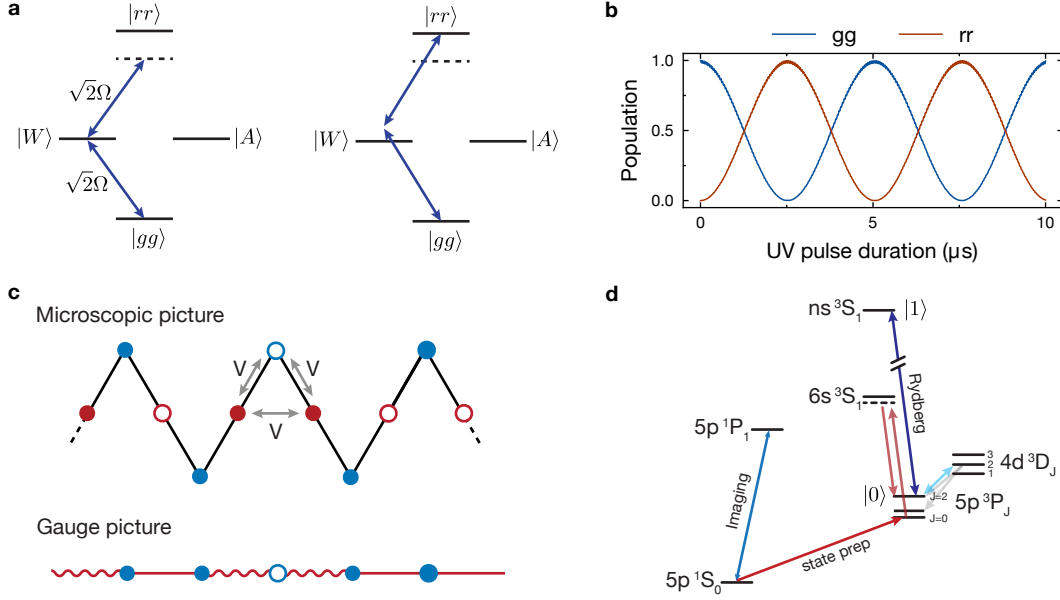 a
|rr⟩
√2Ω
|W⟩
|A⟩
√2Ω
|gg⟩
|rr⟩
|W⟩
|A⟩
|gg⟩
b
gg
rr
Population
1.0
0.5
0.0
0
5
10
UV pulse duration (µs)
c
Microscopic picture
V
V
V
Gauge picture
d
ns ³S₁
|1⟩
Rydberg
6s ³S₁
5p ¹P₁
3
2
1
4d ³D_J
|0⟩
J=2
5p ³P_J
J=0
Imaging
state prep
5p ¹S₀